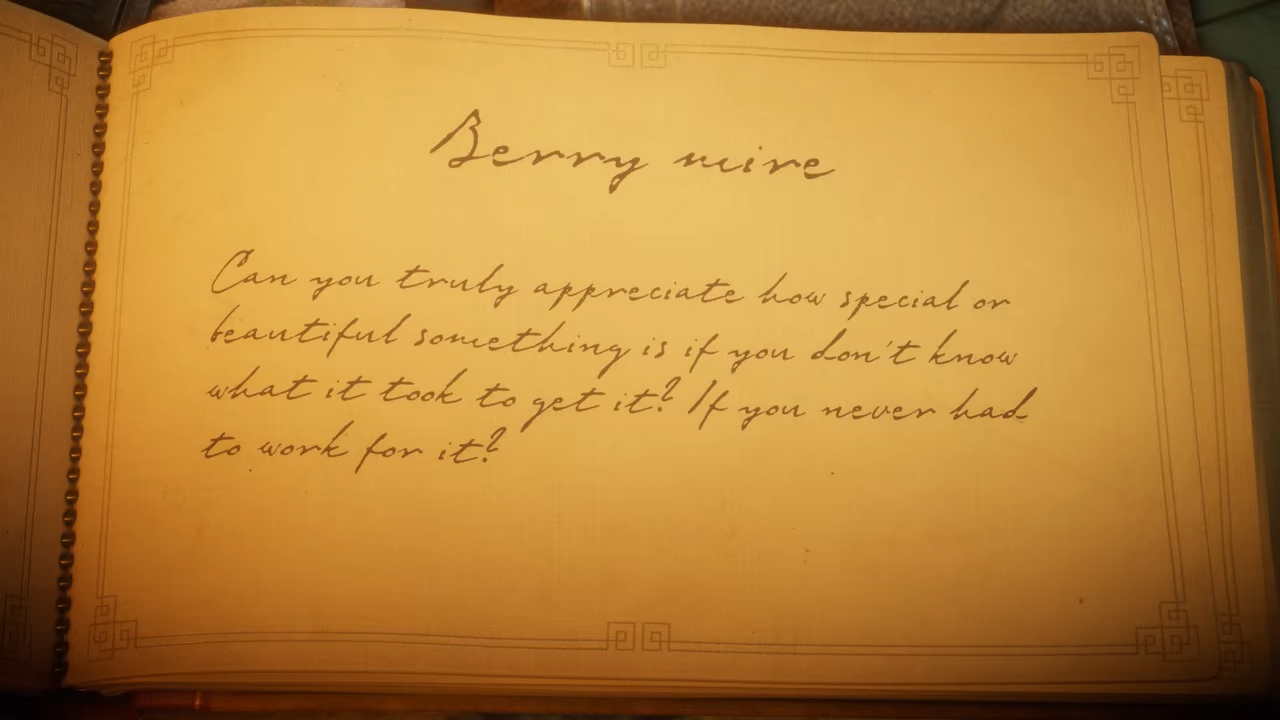 Berry mire
Can you truly appreciate how special or
beautiful something is if you don't know
what it took to get it? If you never had
to work for it?